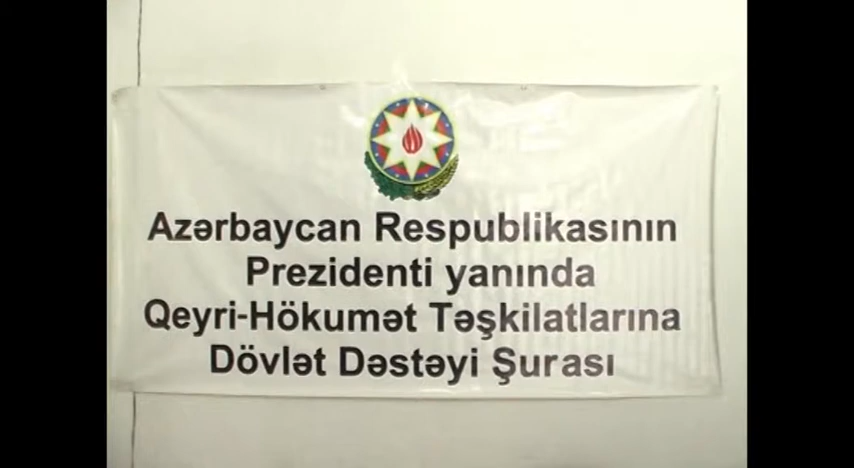 Azərbaycan Respublikasının
Prezidenti yanında
Qeyri-Hökumət Təşkilatlarına
Dövlət Dəstəyi Şurası